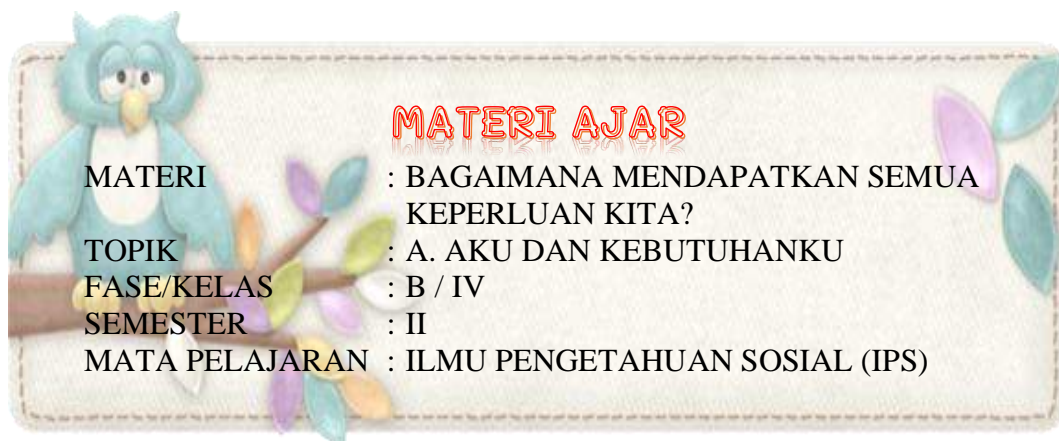 MATERI AJAR
MATERI : BAGAIMANA MENDAPATKAN SEMUA
KEPERLUAN KITA?
TOPIK : A. AKU DAN KEBUTUHANKU
FASE/KELAS : B / IV
SEMESTER : II
MATA PELAJARAN : ILMU PENGETAHUAN SOSIAL (IPS)